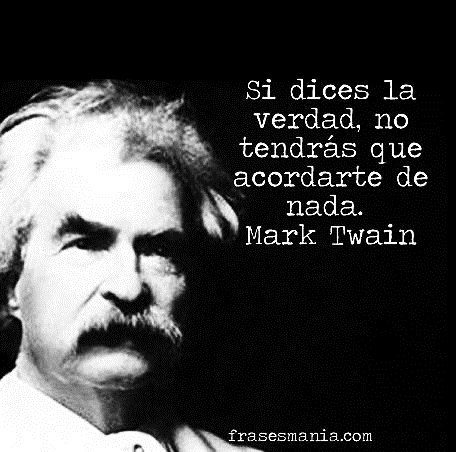 Si dices la
verdad, no
tendrás que
acordarte de
nada.
Mark Twain
frasesmania.com